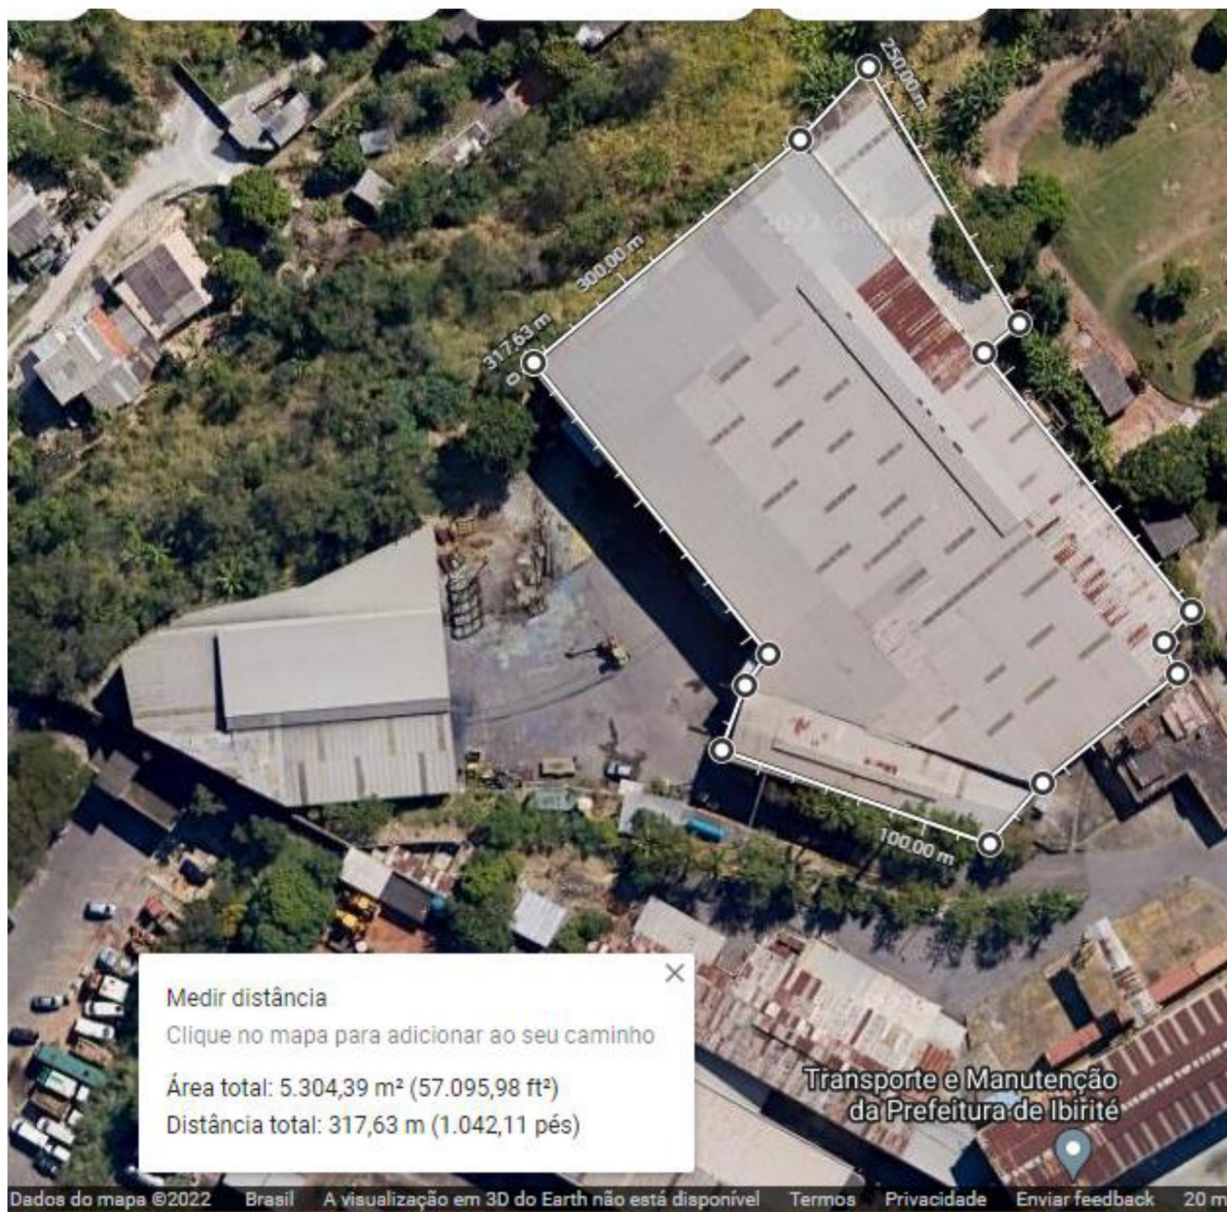 250,00 m
2022 Google
300,00 m
317,63 m
0
100,00 m
Medir distância
Clique no mapa para adicionar ao seu caminho
Área total: 5.304,39 m² (57.095,98 ft²)
Distância total: 317,63 m (1.042,11 pés)
Transporte e Manutenção
da Prefeitura de Ibirité
Dados do mapa ©2022 Brasil A visualização em 3D do Earth não está disponível Termos Privacidade Enviar feedback 20 m